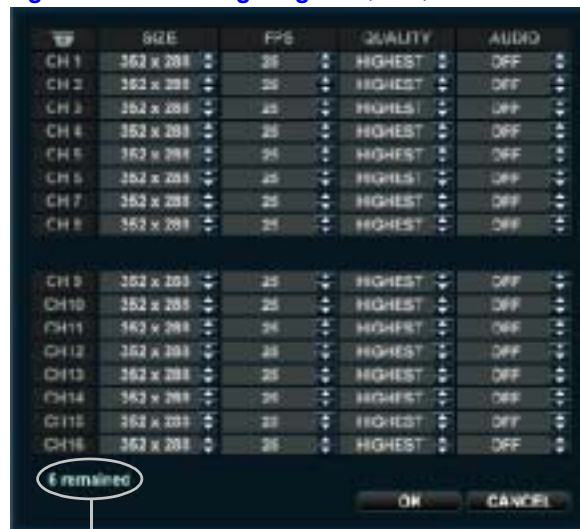 SIZE FPS QUALITY AUDIO
CH 1 352 x 288 25 HIGHEST OFF
CH 2 352 x 288 25 HIGHEST OFF
CH 3 352 x 288 25 HIGHEST OFF
CH 4 352 x 288 25 HIGHEST OFF
CH 5 352 x 288 25 HIGHEST OFF
CH 6 352 x 288 25 HIGHEST OFF
CH 7 352 x 288 25 HIGHEST OFF
CH 8 352 x 288 25 HIGHEST OFF
CH 9 352 x 288 25 HIGHEST OFF
CH10 352 x 288 25 HIGHEST OFF
CH11 352 x 288 25 HIGHEST OFF
CH12 352 x 288 25 HIGHEST OFF
CH13 352 x 288 25 HIGHEST OFF
CH14 352 x 288 25 HIGHEST OFF
CH15 352 x 288 25 HIGHEST OFF
CH16 352 x 288 25 HIGHEST OFF
6 remained
OK CANCEL